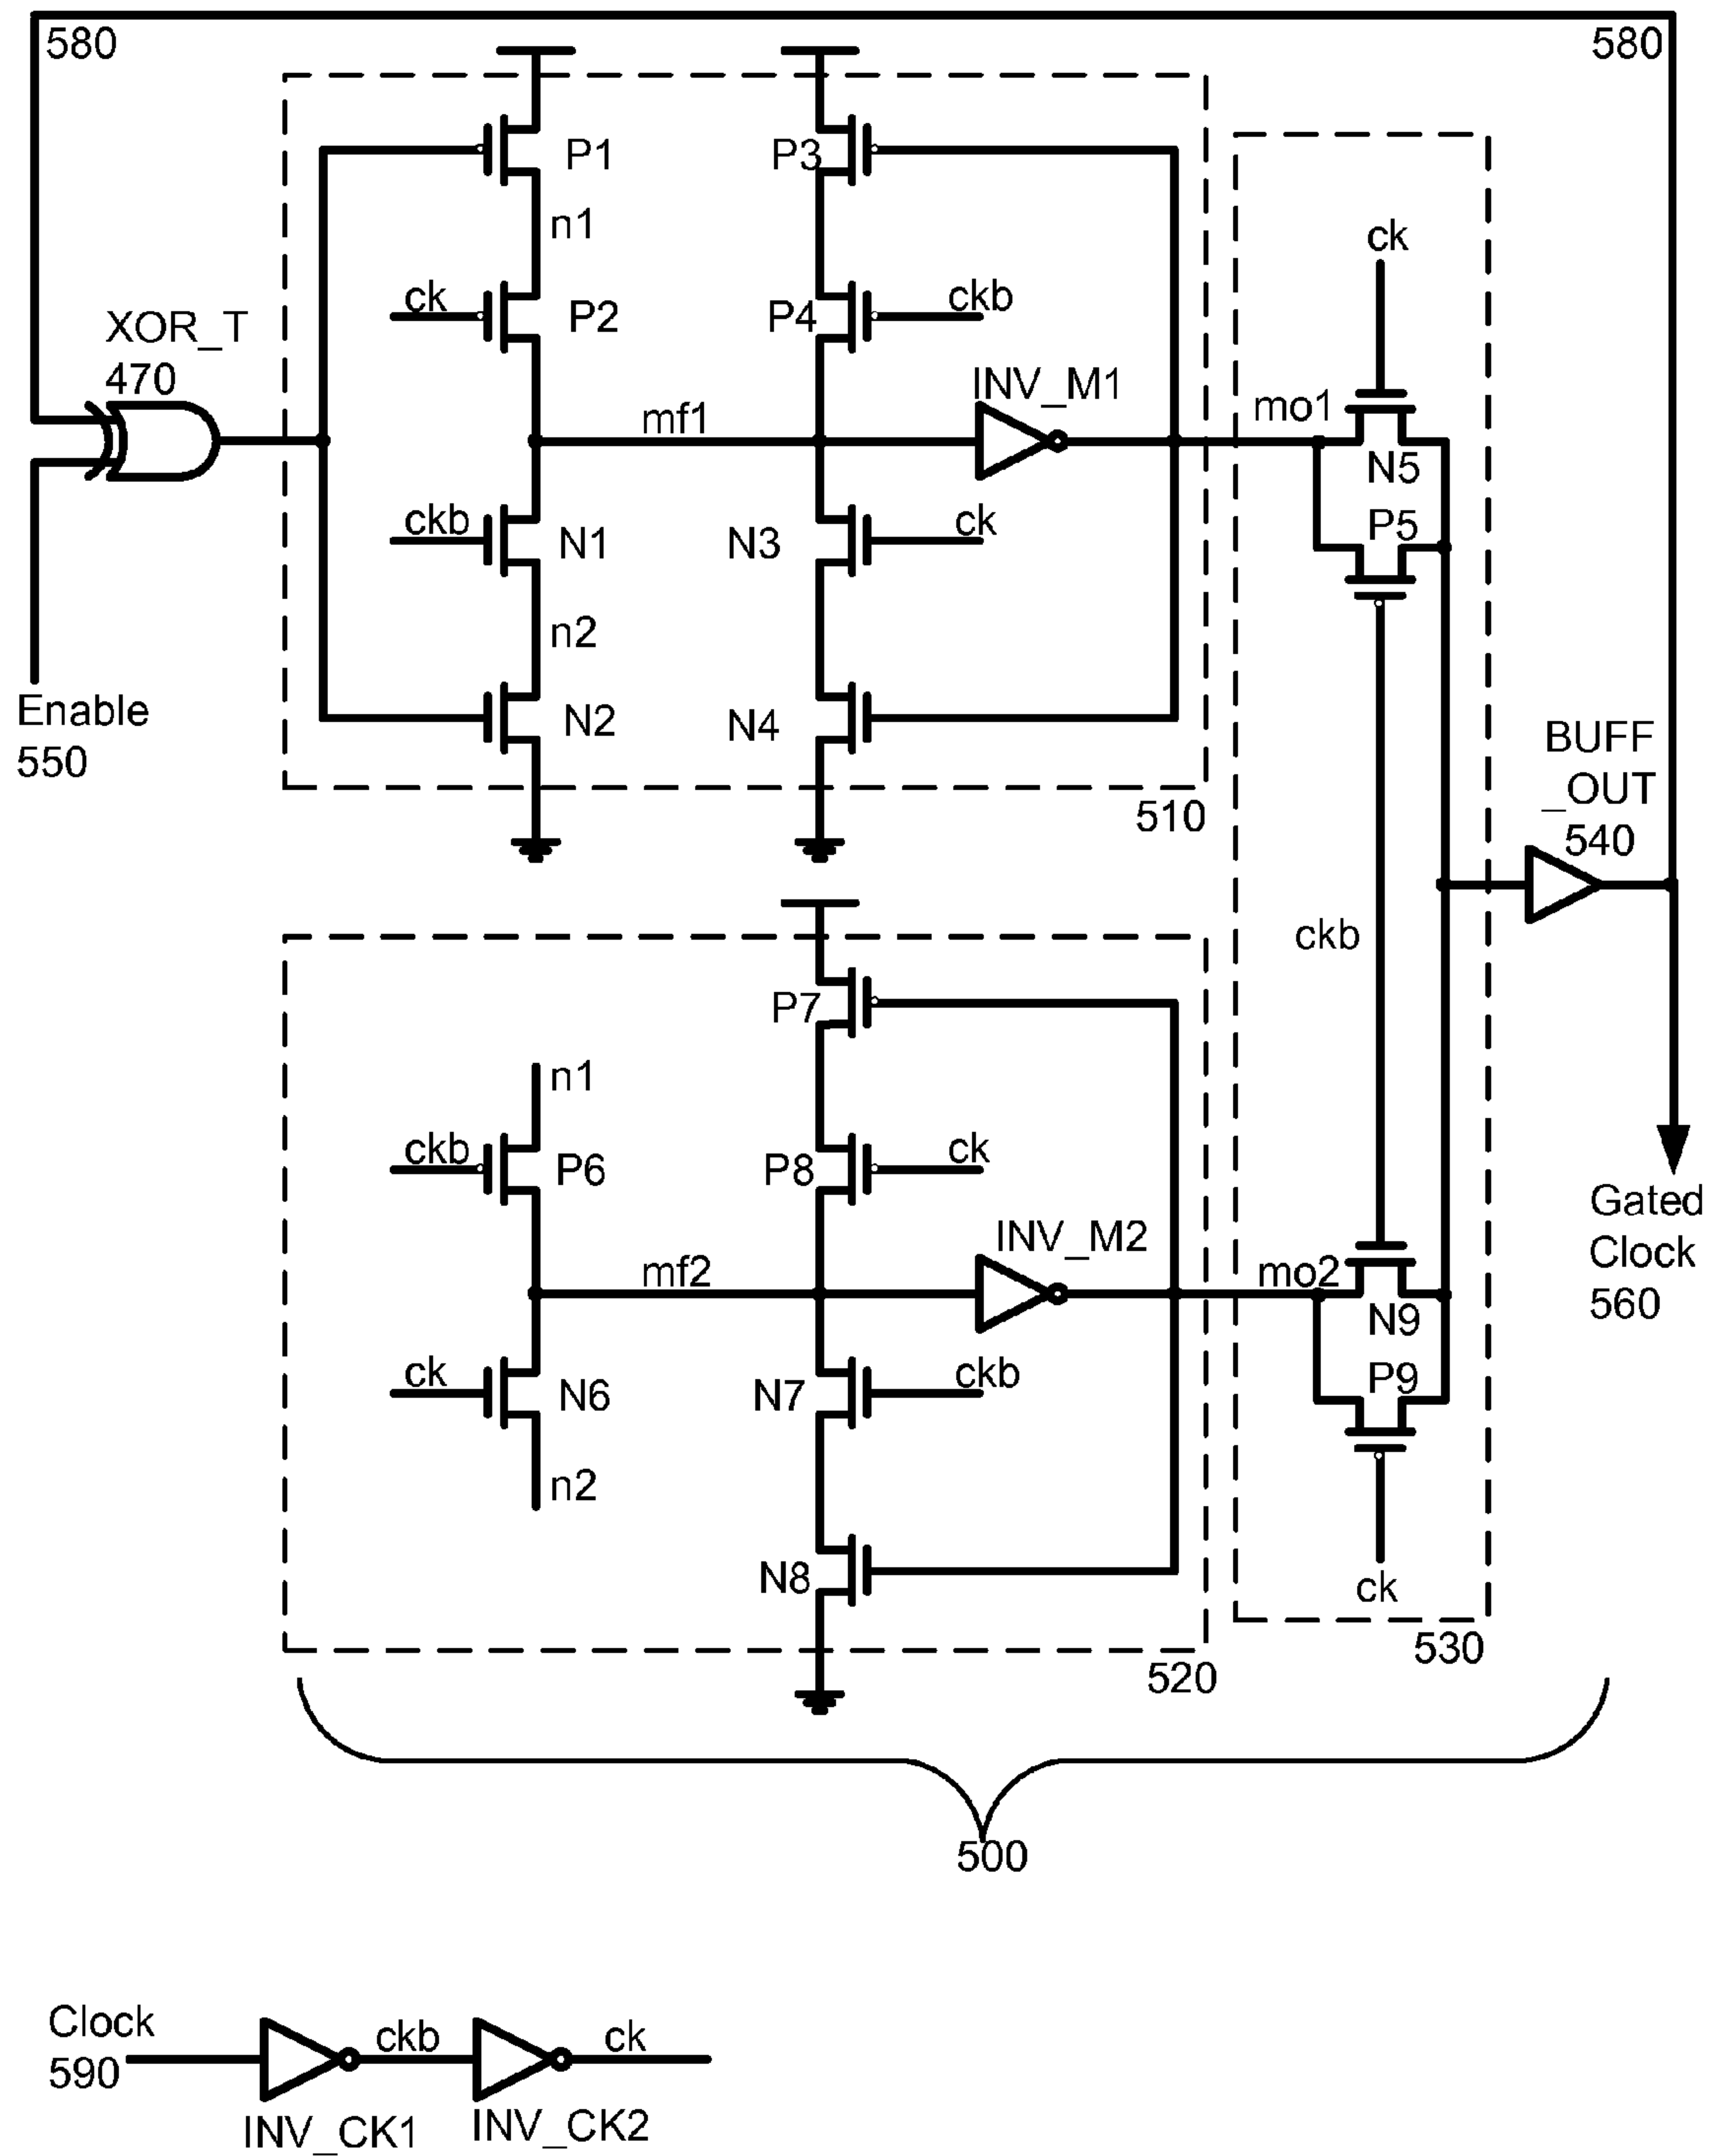 580
580
P1
P3
n1
ck
ck
P2
P4
ckb
XOR_T
470
INV_M1
mf1
mo1
N5
P5
ckb
N1
N3
ck
n2
N2
N4
Enable
550
BUFF
_OUT
540
510
ckb
P7
n1
ckb
P6
P8
ck
Gated
Clock
560
INV_M2
mf2
mo2
N9
P9
ck
N6
N7
ckb
n2
N8
ck
530
520
500
Clock
590
ckb
ck
INV_CK1
INV_CK2